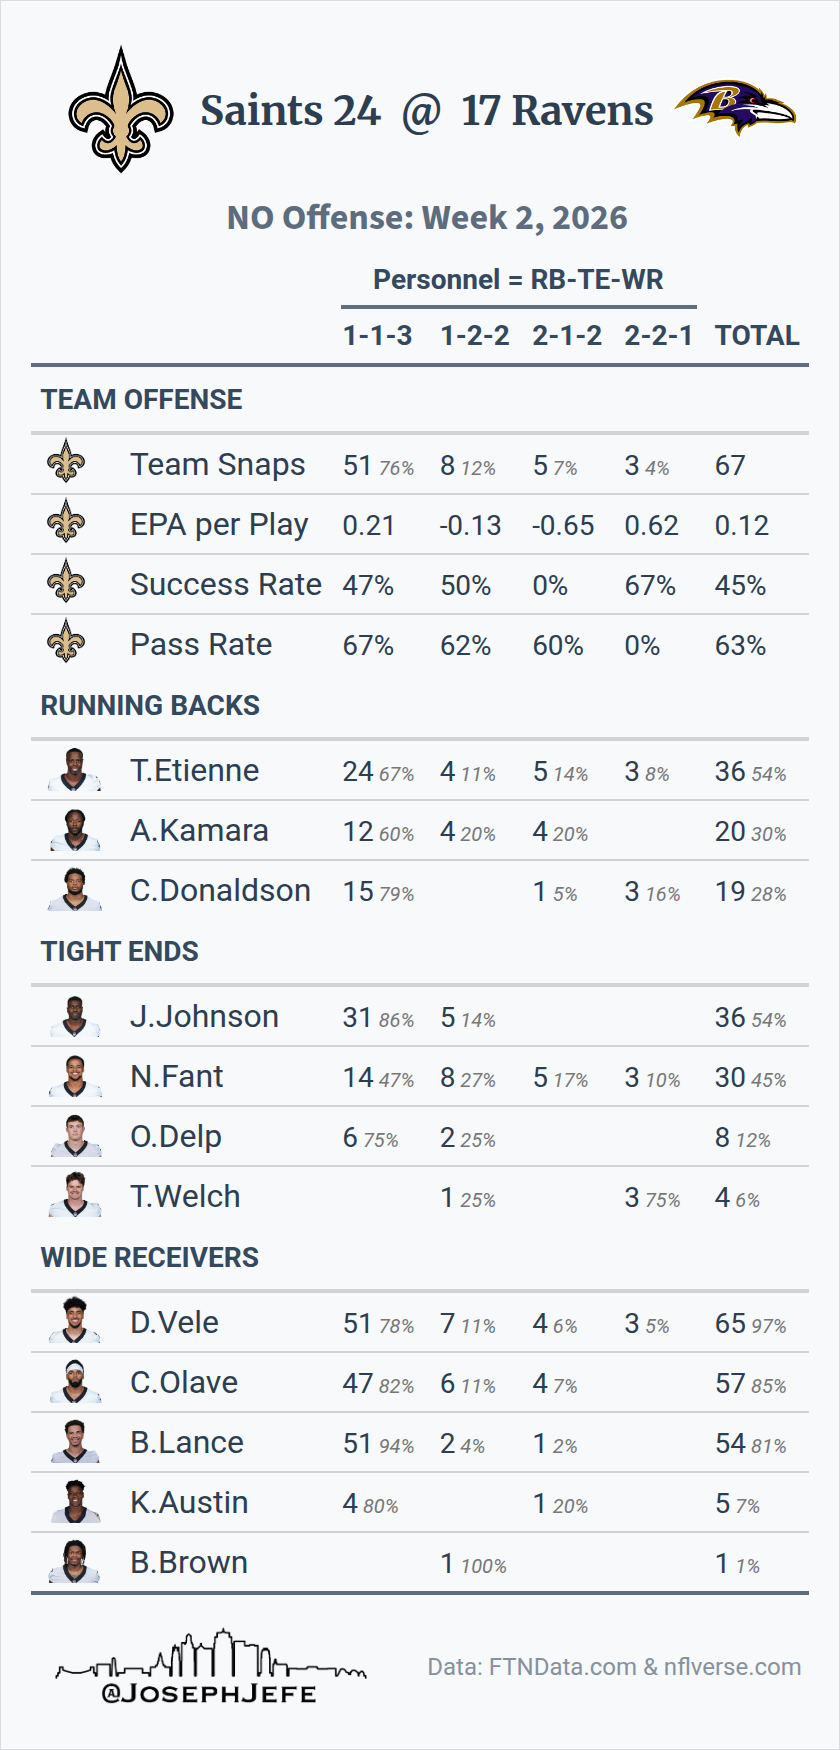 Saints 24 @ 17 Ravens
NO Offense: Week 2, 2026
Personnel = RB-TE-WR
1-1-3 1-2-2 2-1-2 2-2-1 TOTAL
TEAM OFFENSE
Team Snaps 51 76% 8 12% 5 7% 3 4% 67
EPA per Play 0.21 -0.13 -0.65 0.62 0.12
Success Rate 47% 50% 0% 67% 45%
Pass Rate 67% 62% 60% 0% 63%
RUNNING BACKS
T.Etienne 24 67% 4 11% 5 14% 3 8% 36 54%
A.Kamara 12 60% 4 20% 4 20% 20 30%
C.Donaldson 15 79% 1 5% 3 16% 19 28%
TIGHT ENDS
J.Johnson 31 86% 5 14% 36 54%
N.Fant 14 47% 8 27% 5 17% 3 10% 30 45%
O.Delp 6 75% 2 25% 8 12%
T.Welch 1 25% 3 75% 4 6%
WIDE RECEIVERS
D.Vele 51 78% 7 11% 4 6% 3 5% 65 97%
C.Olave 47 82% 6 11% 4 7% 57 85%
B.Lance 51 94% 2 4% 1 2% 54 81%
K.Austin 4 80% 1 20% 5 7%
B.Brown 1 100% 1 1%
@JosephJefe
Data: FTNData.com & nflverse.com